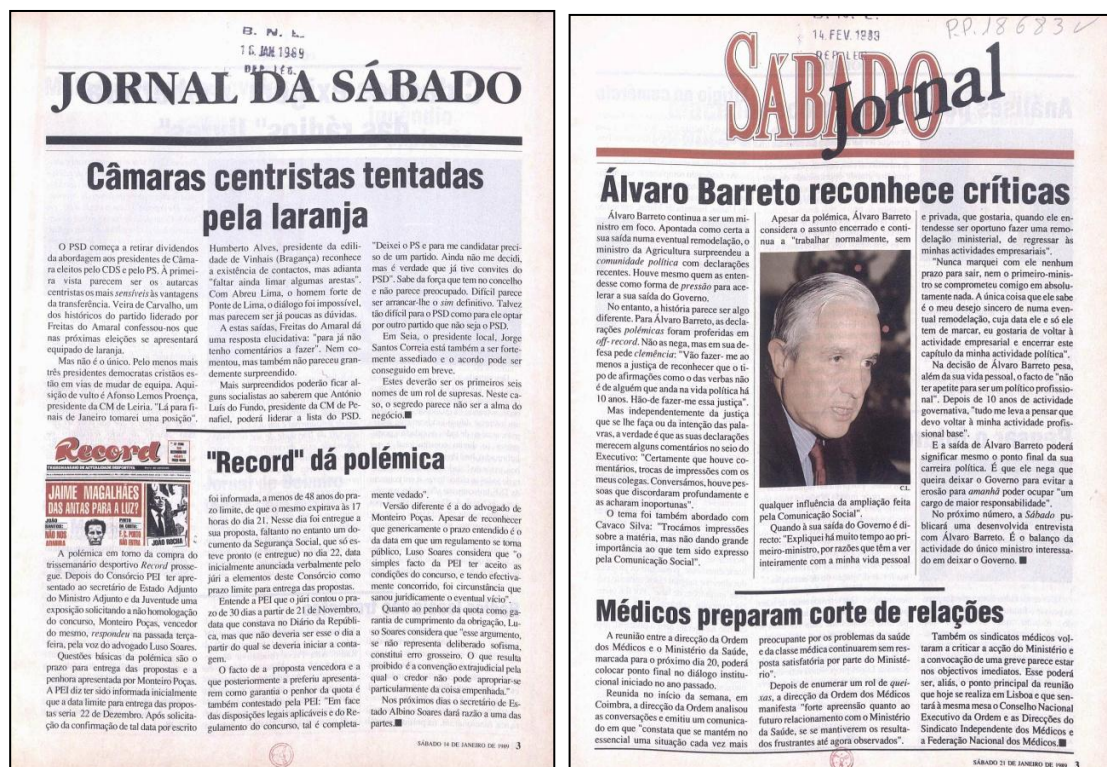 B. N. L.
16. JAN 1989
DEP. LEG.
JORNAL DA SÁBADO
Câmaras centristas tentadas
pela laranja
O PSD começa a retirar dividendos
da abordagem aos presidentes de Câma-
ra eleitos pelo CDS e pelo PS. À primei-
ra vista parecem ser os autarcas
centristas os mais sensíveis às vantagens
da transferência. Veira de Carvalho, um
dos históricos do partido liderado por
Freitas do Amaral confessou-nos que
nas próximas eleições se apresentará
equipado de laranja.
Mas não é o único. Pelo menos mais
três presidentes democratas cristãos es-
tão em vias de mudar de equipa. Aqui-
sição de vulto é Afonso Lemos Proença,
presidente da CM de Leiria. "Lá para fi-
nais de Janeiro tomarei uma posição".
Humberto Alves, presidente da edili-
dade de Vinhais (Bragança) reconhece
a existência de contactos, mas adianta
"faltar ainda limar algumas arestas".
Com Abreu Lima, o homem forte de
Ponte de Lima, o diálogo foi impossível,
mas parecem ser já poucas as dúvidas.
A estas saídas, Freitas do Amaral dá
uma resposta elucidativa: "para já não
tenho comentários a fazer". Nem co-
mentou, mas também não pareceu gran-
demente surpreendido.
Mais surpreendidos poderão ficar al-
guns socialistas ao saberem que António
Luís do Fundo, presidente da CM de Pe-
nafiel, poderá liderar a lista do PSD.
"Deixei o PS e para me candidatar preci-
so de um partido. Ainda não me decidi,
mas é verdade que já tive convites do
PSD". Sabe da força que tem no concelho
e não parece preocupado. Difícil parece
ser arrancar-lhe o sim definitivo. Talvez
tão difícil para o PSD como para ele optar
por outro partido que não seja o PSD.
Em Seia, o presidente local, Jorge
Santos Correia está também a ser forte-
mente assediado e o acordo pode ser
conseguido em breve.
Estes deverão ser os primeiros seis
nomes de um rol de supresas. Neste ca-
so, o segredo parece não ser a alma do
negócio.
Record
JAIME MAGALHÃES
DAS ANTAS PARA A LUZ?
JOÃO ROCHA
"Record" dá polémica
A polémica em torno da compra do
trissemanário desportivo Record prosse-
gue. Depois do Consórcio PEI ter apre-
sentado ao secretário de Estado Adjunto
do Ministro Adjunto e da Juventude uma
exposição solicitando a não homologação
do concurso, Monteiro Poças, vencedor
do mesmo, respondeu na passada terça-
feira, pela voz do advogado Luso Soares.
Questões básicas da polémica são o
prazo para entrega das propostas e a
penhora apresentada por Monteiro Poças.
A PEI diz ter sido informada inicialmente
que a data limite para entrega das propos-
tas seria 22 de Dezembro. Após solicita-
ção da confirmação de tal data por escrito
foi informada, a menos de 48 anos do pra-
zo limite, de que o mesmo expirava às 17
horas do dia 21. Nesse dia foi entregue a
sua proposta, faltanto no entanto um do-
cumento da Segurança Social, que só es-
teve pronto (e entregue) no dia 22, data
inicialmente anunciada verbalmente pelo
júri a elementos deste Consórcio como
prazo limite para entrega das propostas.
Entende a PEI que o júri contou o pra-
zo de 30 dias a partir de 21 de Novembro,
data que constava no Diário da Repúbli-
ca, mas que não deveria ser esse o dia a
partir do qual se deveria iniciar a conta-
gem.
O facto de a proposta vencedora e a
que posteriormente a preferiu apresenta-
rem como garantia o penhor da quota é
também contestado pela PEI: "Em face
das disposições legais aplicáveis e do Re-
gulamento do concurso, tal é completa-
mente vedado".
Versão diferente é a do advogado de
Monteiro Poças. Apesar de reconhecer
que genericamente o prazo entendido é o
da data em que um regulamento se torna
público, Luso Soares considera que "o
simples facto da PEI ter aceito as
condições do concurso, e tendo efectiva-
mente concorrido, foi circunstância que
sanou juridicamente o eventual vício".
Quanto ao penhor da quota como ga-
rantia de cumprimento da obrigação, Lu-
so Soares considera que "esse argumento,
se não representa deliberado sofisma,
constitui erro grosseiro. O que resulta
proibido é a convenção extrajudicial pela
qual o credor não pode apropriar-se
particularmente da coisa empenhada."
Nos próximos dias o secretário de Es-
tado Albino Soares dará razão a uma das
partes.
SÁBADO 14 DE JANEIRO DE 1989 3
14. FEV. 1989
DEP. LEG.
P.P. 18683 V
SÁBADO
Jornal
Álvaro Barreto reconhece críticas
Álvaro Barreto continua a ser um mi-
nistro em foco. Apontada como certa a
sua saída numa eventual remodelação, o
ministro da Agricultura surpreendeu a
comunidade política com declarações
recentes. Houve mesmo quem as enten-
desse como forma de pressão para ace-
lerar a sua saída do Governo.
No entanto, a história parece ser algo
diferente. Para Álvaro Barreto, as decla-
rações polémicas foram proferidas em
off-record. Não as nega, mas em sua de-
fesa pede clemência: "Vão fazer- me ao
menos a justiça de reconhecer que o ti-
po de afirmações como o das verbas não
é de alguém que anda na vida política há
10 anos. Hão-de fazer-me essa justiça".
Mas independentemente da justiça
que se lhe faça ou da intenção das pala-
vras, a verdade é que as suas declarações
merecem alguns comentários no seio do
Executivo: "Certamente que houve co-
mentários, trocas de impressões com os
meus colegas. Conversámos, houve pes-
soas que discordaram profundamente e
as acharam inoportunas".
O tema foi também abordado com
Cavaco Silva: "Trocámos impressões
sobre a matéria, mas não dando grande
importância ao que tem sido expresso
pela Comunicação Social".
Apesar da polémica, Álvaro Barreto
considera o assunto encerrado e conti-
nua a "trabalhar normalmente, sem
CL.
qualquer influência da ampliação feita
pela Comunicação Social".
Quando à sua saída do Governo é di-
recto: "Expliquei há muito tempo ao pri-
meiro-ministro, por razões que têm a ver
inteiramente com a minha vida pessoal
e privada, que gostaria, quando ele en-
tendesse ser oportuno fazer uma remo-
delação ministerial, de regressar às
minhas actividades empresariais".
"Nunca marquei com ele nenhum
prazo para sair, nem o primeiro-minis-
tro se comprometeu comigo em absolu-
tamente nada. A única coisa que ele sabe
é o meu desejo sincero de numa even-
tual remodelação, cuja data ele e só ele
tem de marcar, eu gostaria de voltar à
actividade empresarial e encerrar este
capítulo da minha actividade política".
Na decisão de Álvaro Barreto pesa,
além da sua vida pessoal, o facto de "não
ter apetite para ser um político profissio-
nal". Depois de 10 anos de actividade
governativa, "tudo me leva a pensar que
devo voltar à minha actividade profis-
sional base".
E a saída de Álvaro Barreto poderá
significar mesmo o ponto final da sua
carreira política. É que ele nega que
queira deixar o Governo para evitar a
erosão para amanhã poder ocupar "um
cargo de maior responsabilidade".
No próximo número, a Sábado pu-
blicará uma desenvolvida entrevista
com Álvaro Barreto. É o balanço da
actividade do único ministro interessa-
do em deixar o Governo.
Médicos preparam corte de relações
A reunião entre a direcção da Ordem
dos Médicos e o Ministério da Saúde,
marcada para o próximo dia 20, poderá
colocar ponto final no diálogo institu-
cional iniciado no ano passado.
Reunida no início da semana, em
Coimbra, a direcção da Ordem analisou
as conversações e emitiu um comunica-
do em que "constata que se mantém no
essencial uma situação cada vez mais
preocupante por os problemas da saúde
e da classe médica continuarem sem res-
posta satisfatória por parte do Ministé-
rio".
Depois de enumerar um rol de quei-
xas, a direcção da Ordem dos Médicos
manifesta "forte apreensão quanto ao
futuro relacionamento com o Ministério
da Saúde, se se mantiverem os resulta-
dos frustrantes até agora observados".
Também os sindicatos médicos vol-
taram a criticar a acção do Ministério e
a convocação de uma greve parece estar
nos objectivos imediatos. Esse poderá
ser, aliás, o ponto principal da reunião
que hoje se realiza em Lisboa e que sen-
tará à mesma mesa o Conselho Nacional
Executivo da Ordem e as Direcções do
Sindicato Independente dos Médicos e
a Federação Nacional dos Médicos.
SÁBADO 21 DE JANEIRO DE 1989 3